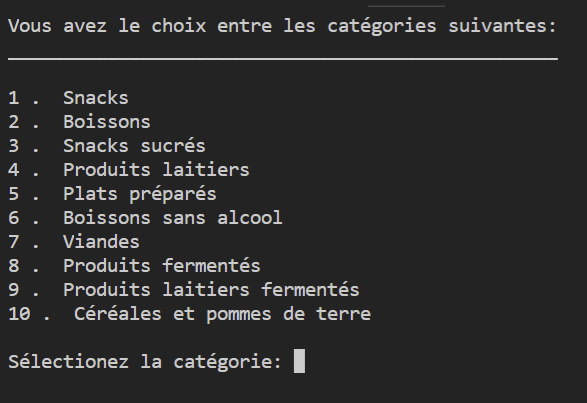 Vous avez le choix entre les catégories suivantes:
1 .  Snacks
2 .  Boissons
3 .  Snacks sucrés
4 .  Produits laitiers
5 .  Plats préparés
6 .  Boissons sans alcool
7 .  Viandes
8 .  Produits fermentés
9 .  Produits laitiers fermentés
10 .  Céréales et pommes de terre
Sélectionez la catégorie: